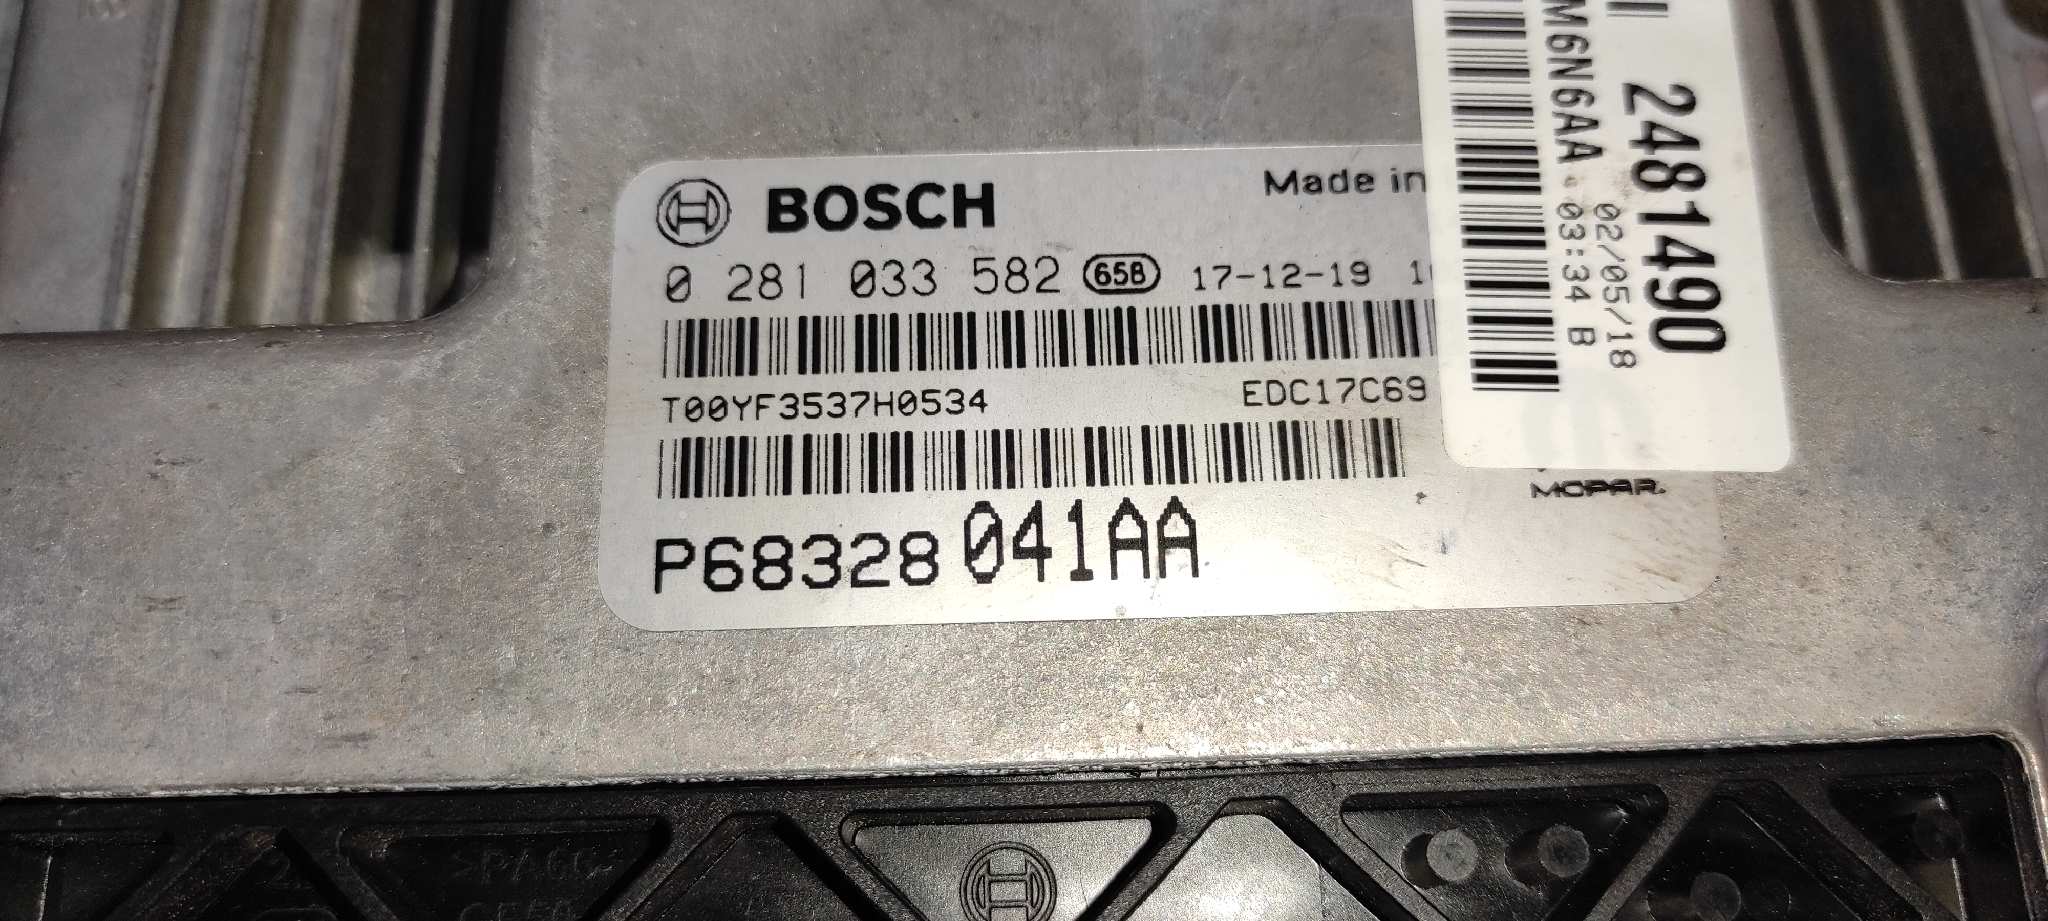 BOSCH
Made in
0 281 033 582 65B 17-12-19
T00YF3537H0534 EDC17C69
MOPAR
P68328 041AA
M6N6AA
03:34 B
02/05/18
2481490